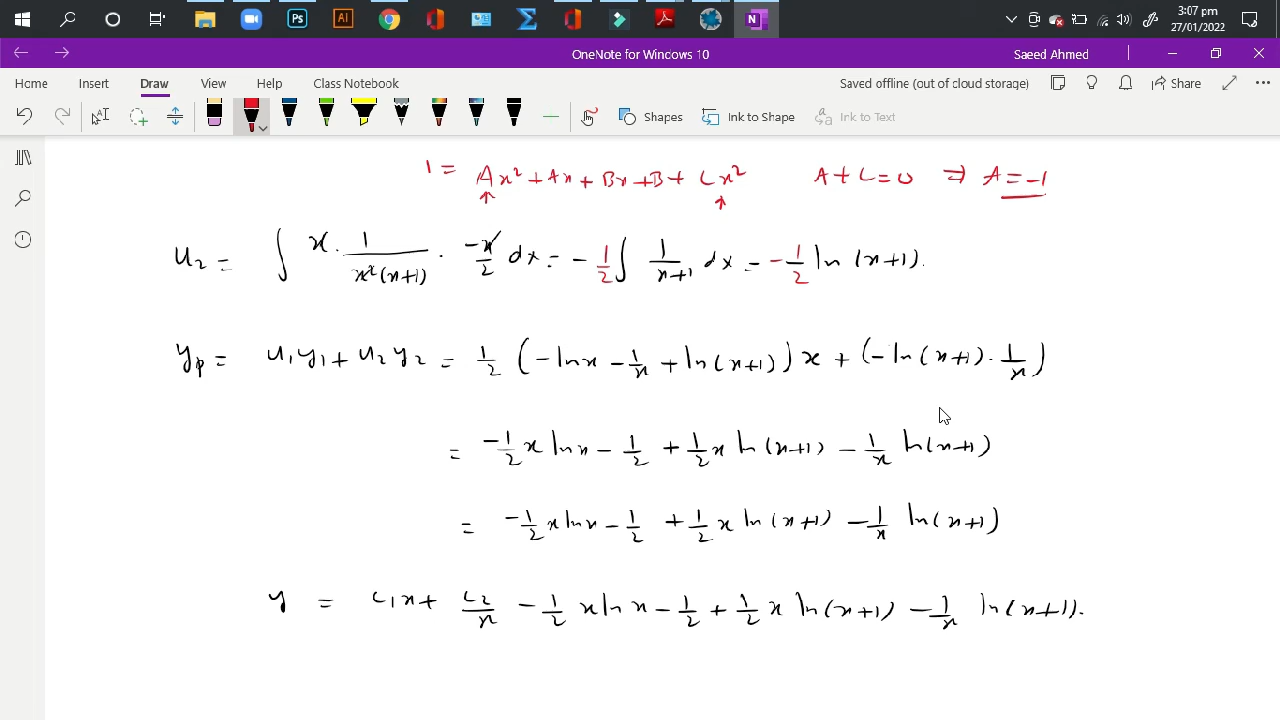 3:07 pm
27/01/2022
OneNote for Windows 10
Saeed Ahmed
Home Insert Draw View Help Class Notebook
Saved offline (out of cloud storage) Share
Shapes Ink to Shape Ink to Text
1 = Ax² + Ax + Bx + B + Cx² A + C = 0 ⇒ A = -1
u₂ = ∫ x · 1/(x²(x+1)) · -x/2 dx = - 1/2 ∫ 1/(x+1) dx = - 1/2 ln (x+1).
yₚ = u₁y₁ + u₂y₂ = 1/2 (-lnx - 1/x + ln(x+1)) x + (-ln(x+1) · 1/x)
= -1/2 x lnx - 1/2 + 1/2 x ln(x+1) - 1/x ln(x+1)
= -1/2 x lnx - 1/2 + 1/2 x ln(x+1) - 1/x ln(x+1)
y = c₁x + c₂/x - 1/2 x ln x - 1/2 + 1/2 x ln(x+1) - 1/x ln(x+1).